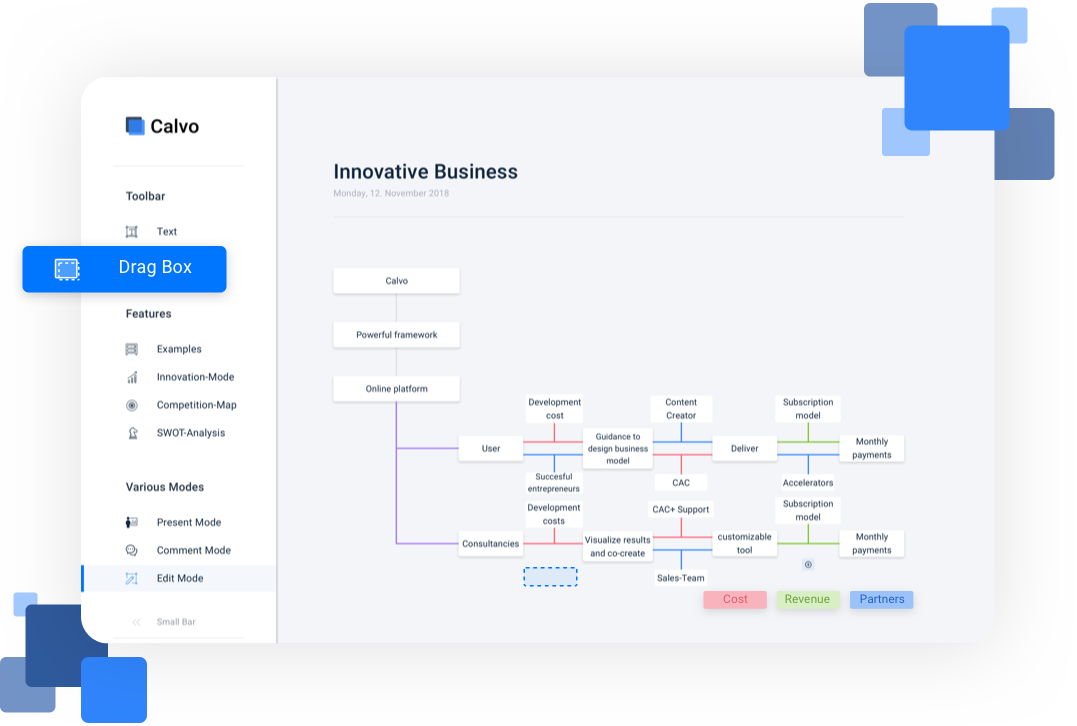 Calvo
Toolbar
Text
Drag Box
Features
Examples
Innovation-Mode
Competition-Map
SWOT-Analysis
Various Modes
Present Mode
Comment Mode
Edit Mode
Small Bar
Innovative Business
Monday, 12. November 2018
Calvo
Powerful framework
Online platform
User
Development
cost
Succesful
entrepreneurs
Guidance to
design business
model
Content
Creator
CAC
Deliver
Subscription
model
Accelerators
Monthly
payments
Consultancies
Development
costs
Visualize results
and co-create
CAC+ Support
Sales-Team
customizable
tool
Subscription
model
Monthly
payments
Cost
Revenue
Partners